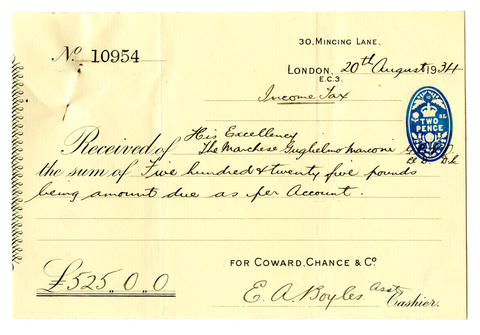 30, MINCING LANE,
No 10954
LONDON, 20th August 1934
E.C.3.
Income Tax
TWO
PENCE
Received of His Excellency
The Marchese Guglielmo Marconi
the sum of Five hundred & twenty five pounds
being amount due as per Account.
FOR COWARD, CHANCE & Co.
£525.0.0
E. A. Boyles Asst
Cashier.